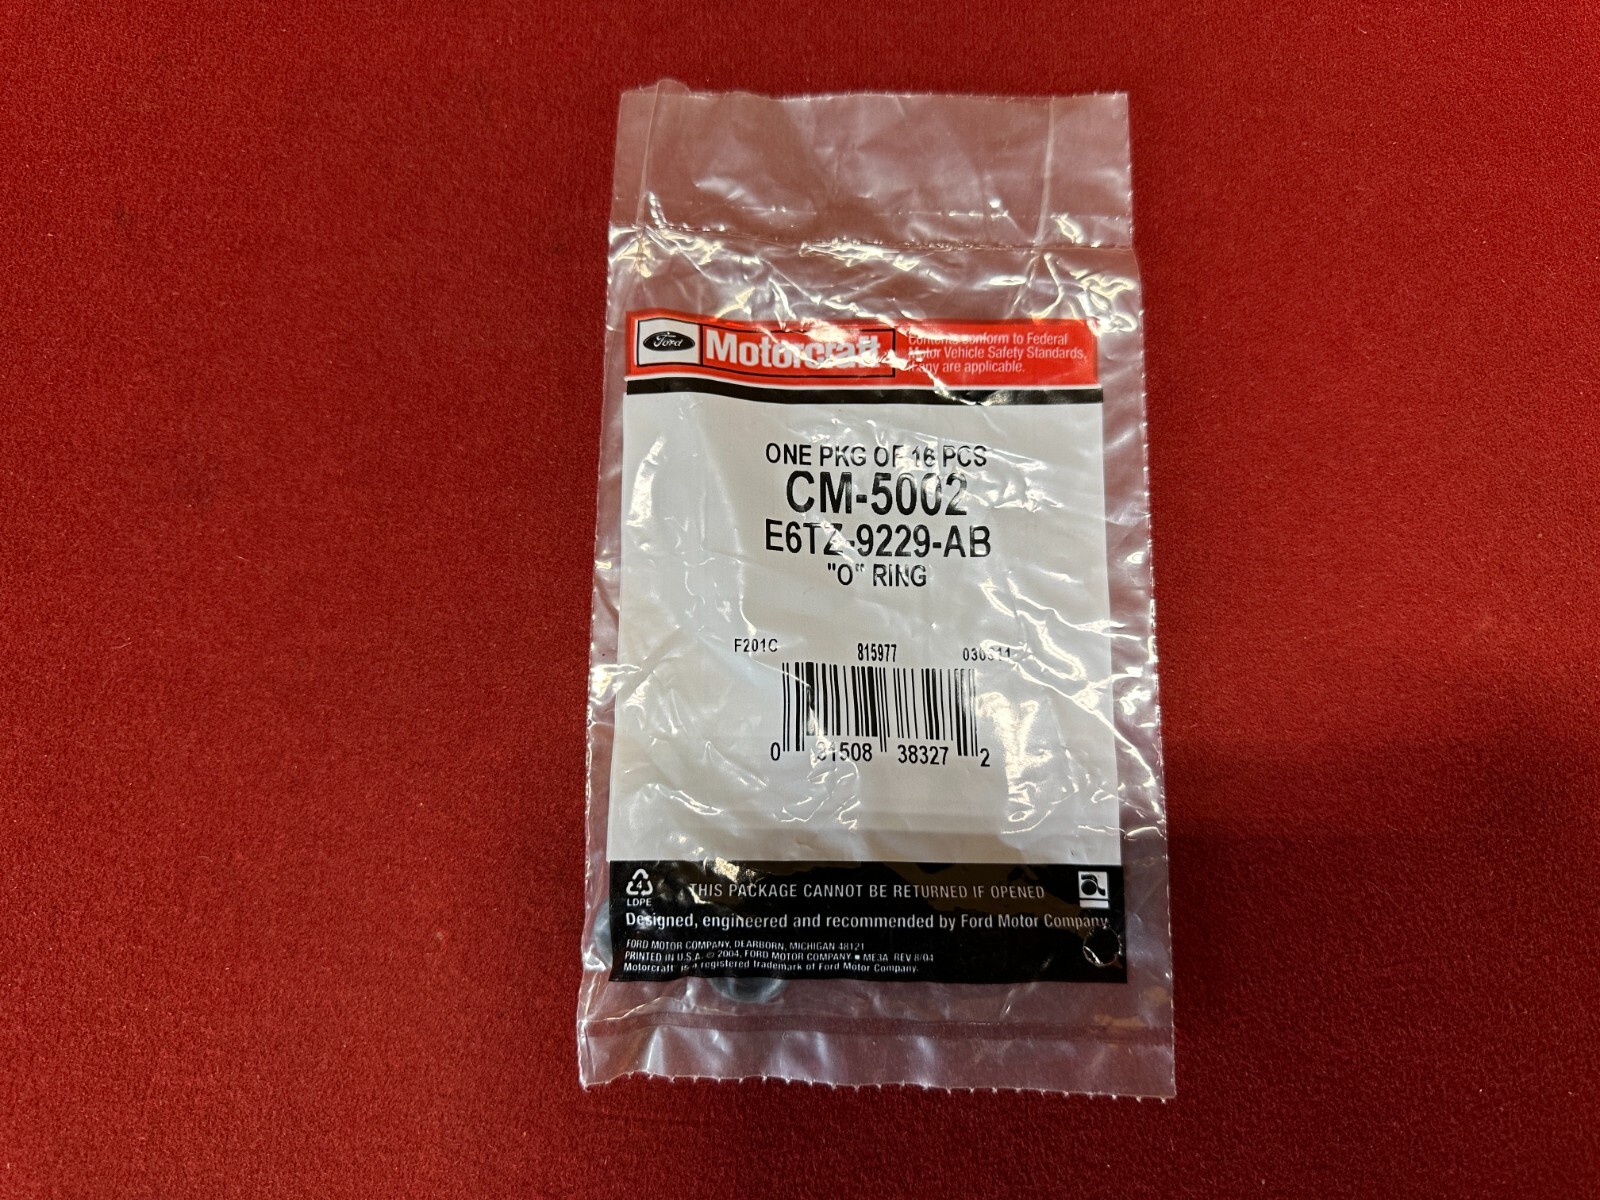 Ford Motorcraft
Contents conform to Federal
Motor Vehicle Safety Standards,
if any are applicable.
ONE PKG OF 16 PCS
CM-5002
E6TZ-9229-AB
"O" RING
F201C 815977
0 81508 38327 2
4
LDPE
THIS PACKAGE CANNOT BE RETURNED IF OPENED
Designed, engineered and recommended by Ford Motor Company
FORD MOTOR COMPANY, DEARBORN, MICHIGAN 48121
PRINTED IN U.S.A. © 2004, FORD MOTOR COMPANY ■ ME3A REV 8/04
Motorcraft is a registered trademark of Ford Motor Company.